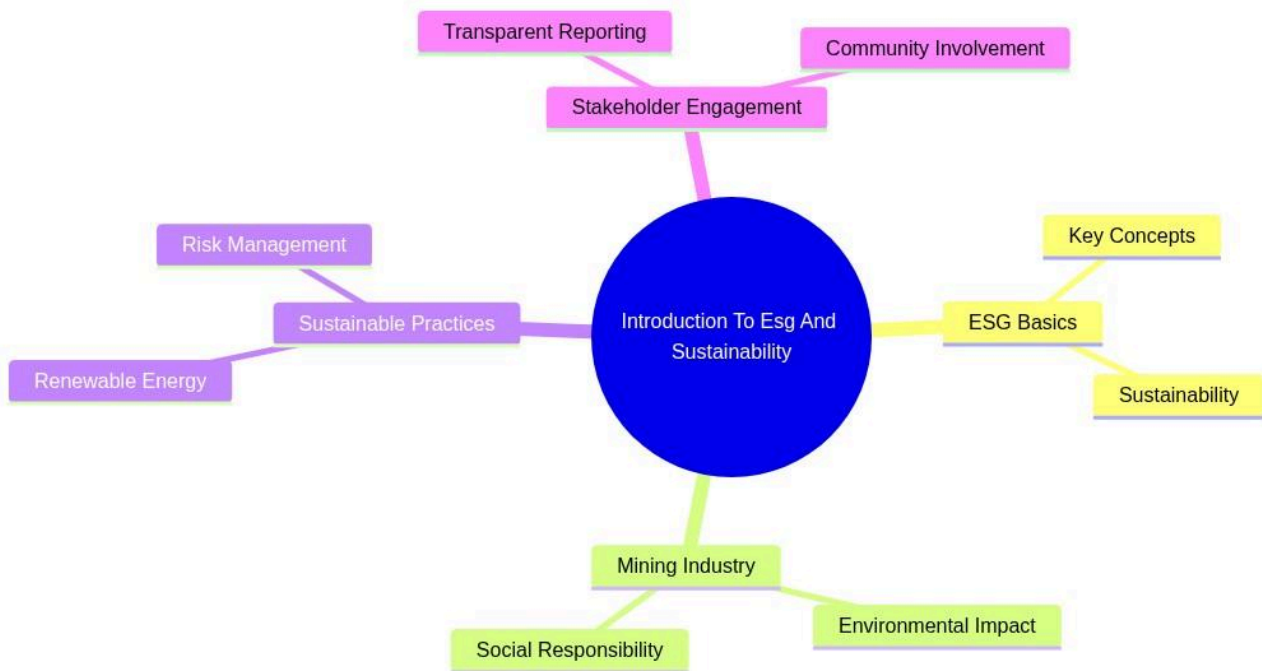 Transparent Reporting
Community Involvement
Stakeholder Engagement
Key Concepts
Risk Management
ESG Basics
Sustainable Practices
Introduction To Esg And
Sustainability
Renewable Energy
Sustainability
Mining Industry
Environmental Impact
Social Responsibility